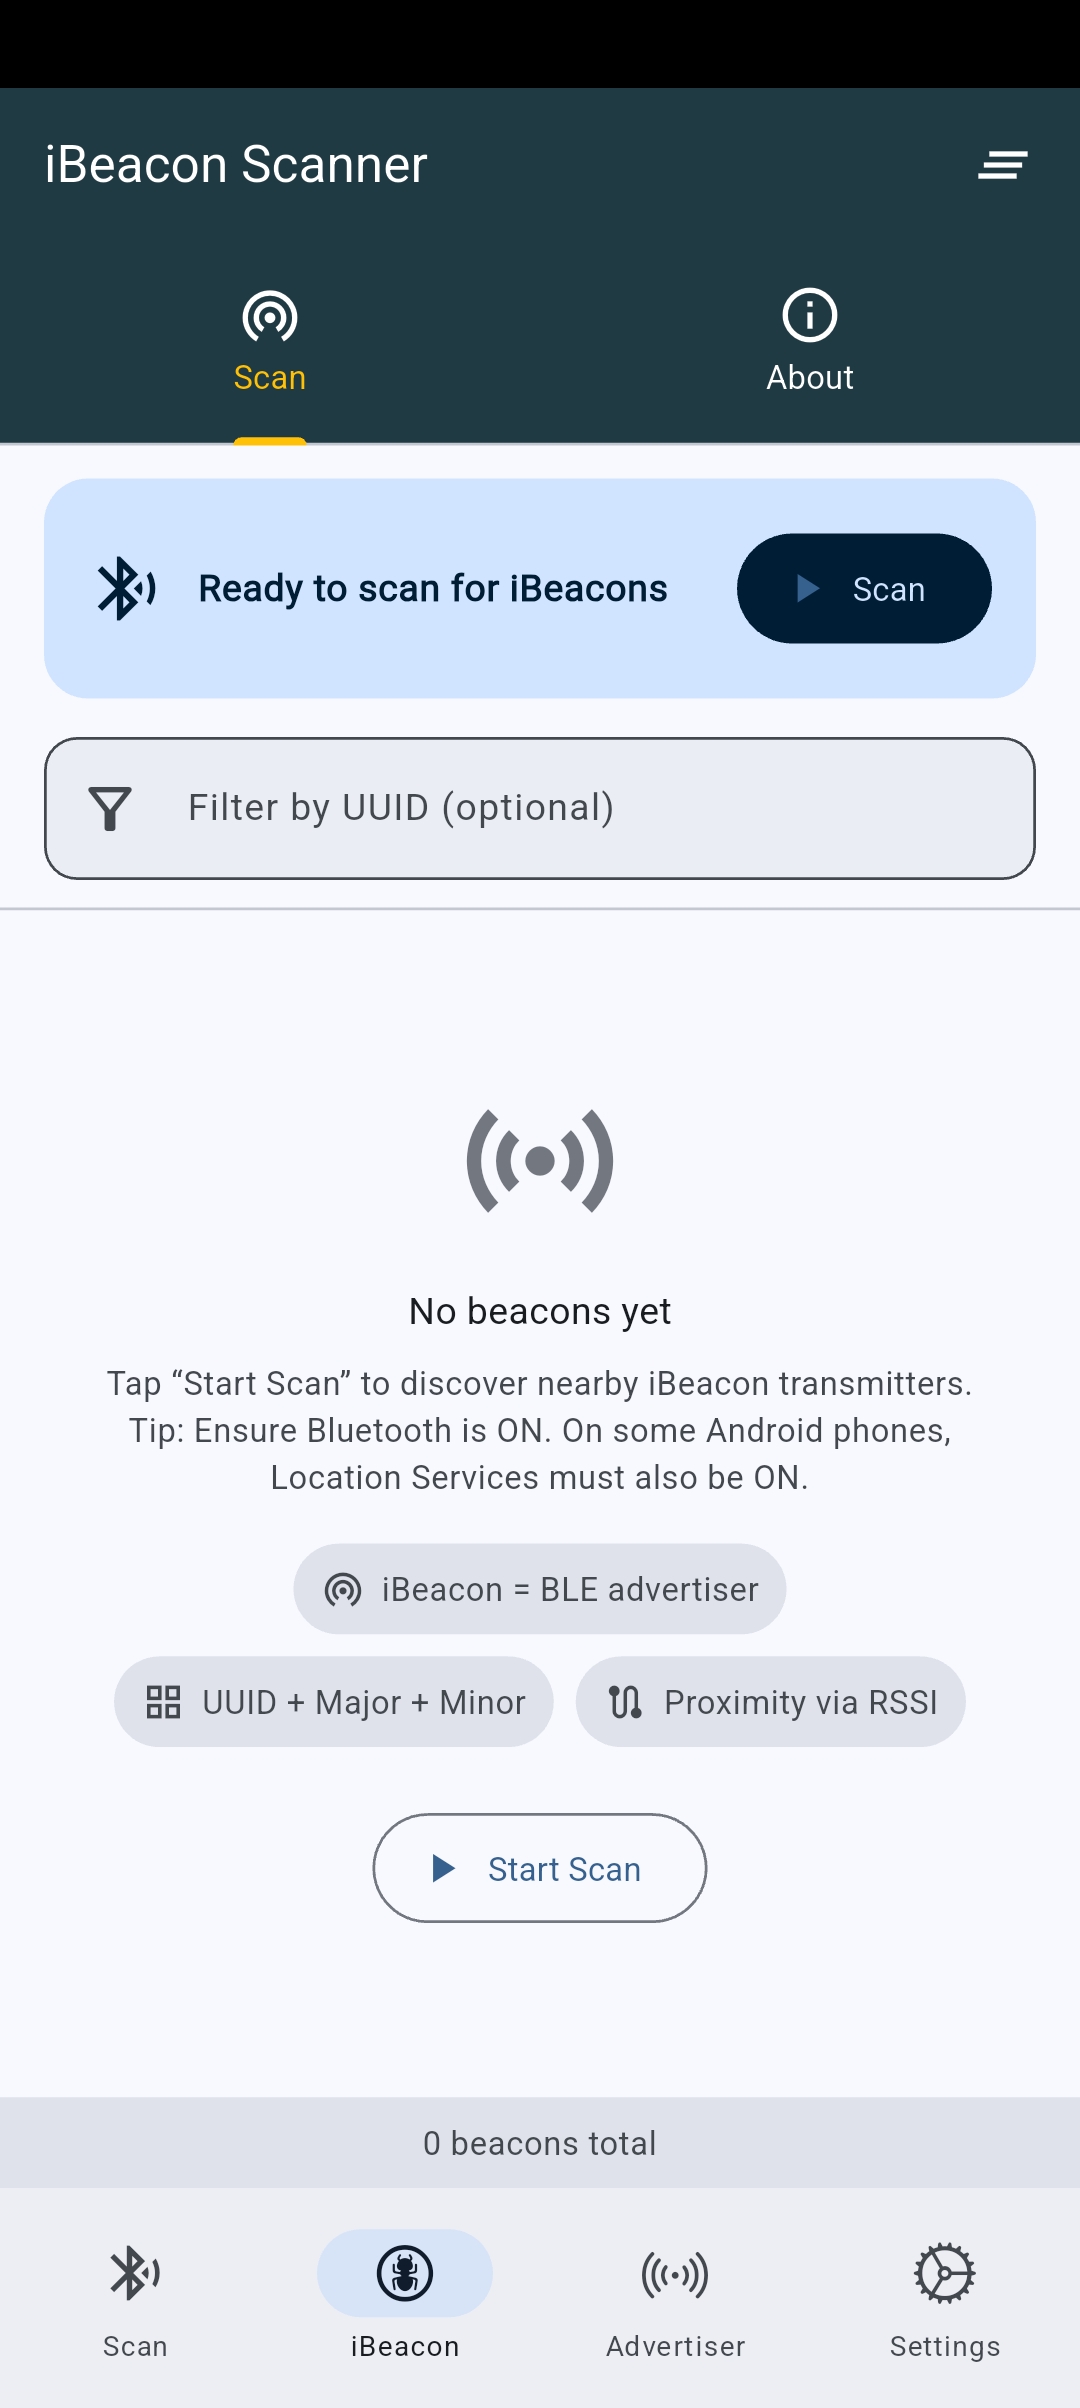 iBeacon Scanner
Scan
About
Ready to scan for iBeacons
Scan
Filter by UUID (optional)
No beacons yet
Tap “Start Scan” to discover nearby iBeacon transmitters.
Tip: Ensure Bluetooth is ON. On some Android phones,
Location Services must also be ON.
iBeacon = BLE advertiser
UUID + Major + Minor
Proximity via RSSI
Start Scan
0 beacons total
Scan
iBeacon
Advertiser
Settings